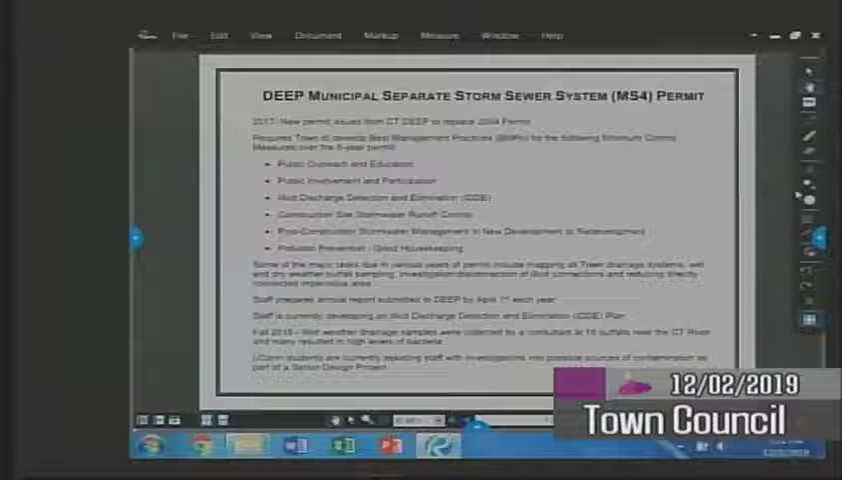 File Edit View Document Markup Measure Window Help
DEEP MUNICIPAL SEPARATE STORM SEWER SYSTEM (MS4) PERMIT
2017- New permit issued from CT DEEP to replace 2004 Permit
Requires Town to develop Best Management Practices (BMPs) for the following Minimum Control
Measures over the 5-year permit
• Public Outreach and Education
• Public Involvement and Participation
• Illicit Discharge Detection and Elimination (IDDE)
• Construction Site Stormwater Runoff Control
• Post-Construction Stormwater Management in New Development or Redevelopment
• Pollution Prevention - Good Housekeeping
Some of the major tasks due in various years of permit include mapping all Town drainage systems, wet
and dry weather outfall sampling, investigation/disconnection of illicit connections and reducing directly
connected impervious area
Staff prepares annual report submitted to DEEP by April 1st each year
Staff is currently developing an Illicit Discharge Detection and Elimination Plan
Wet weather drainage samples were collected by a consultant at outfalls near the CT River
and many resulted in high levels of bacteria
UConn students are currently assisting staff with investigations into possible sources of contamination as
part of a Senior Design Project
12/02/2019
Town Council